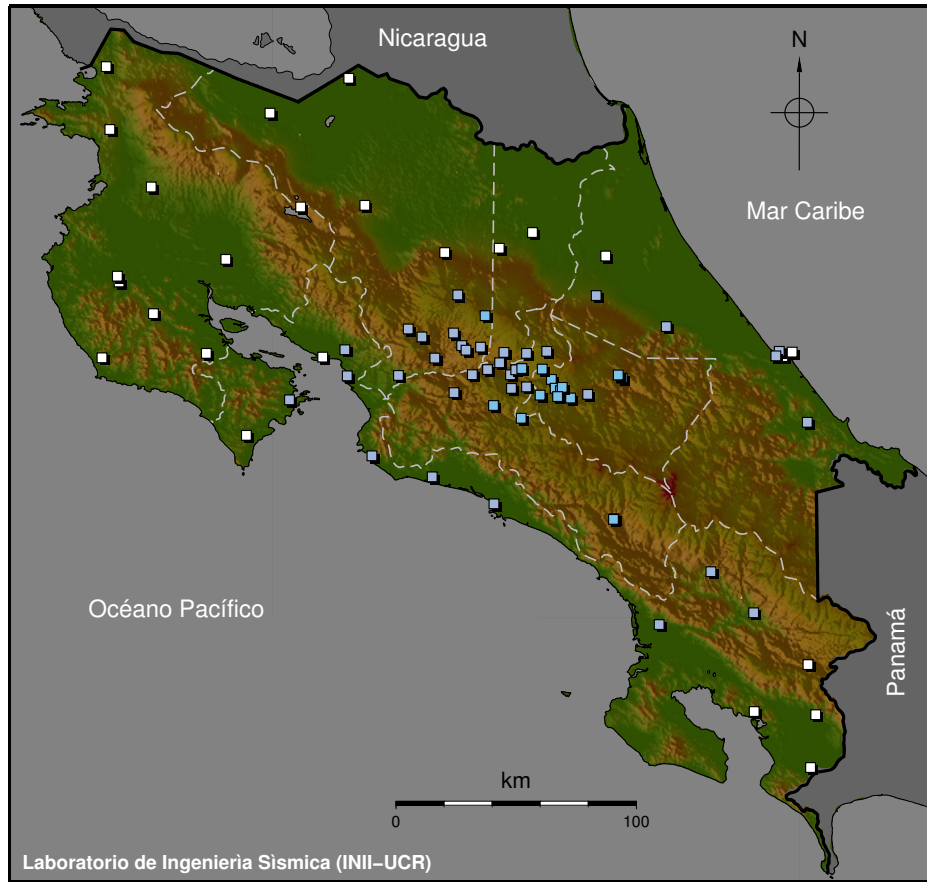 Nicaragua
N
Mar Caribe
Océano Pacífico
Panamá
km
0 100
Laboratorio de Ingenierìa Sìsmica (INII–UCR)